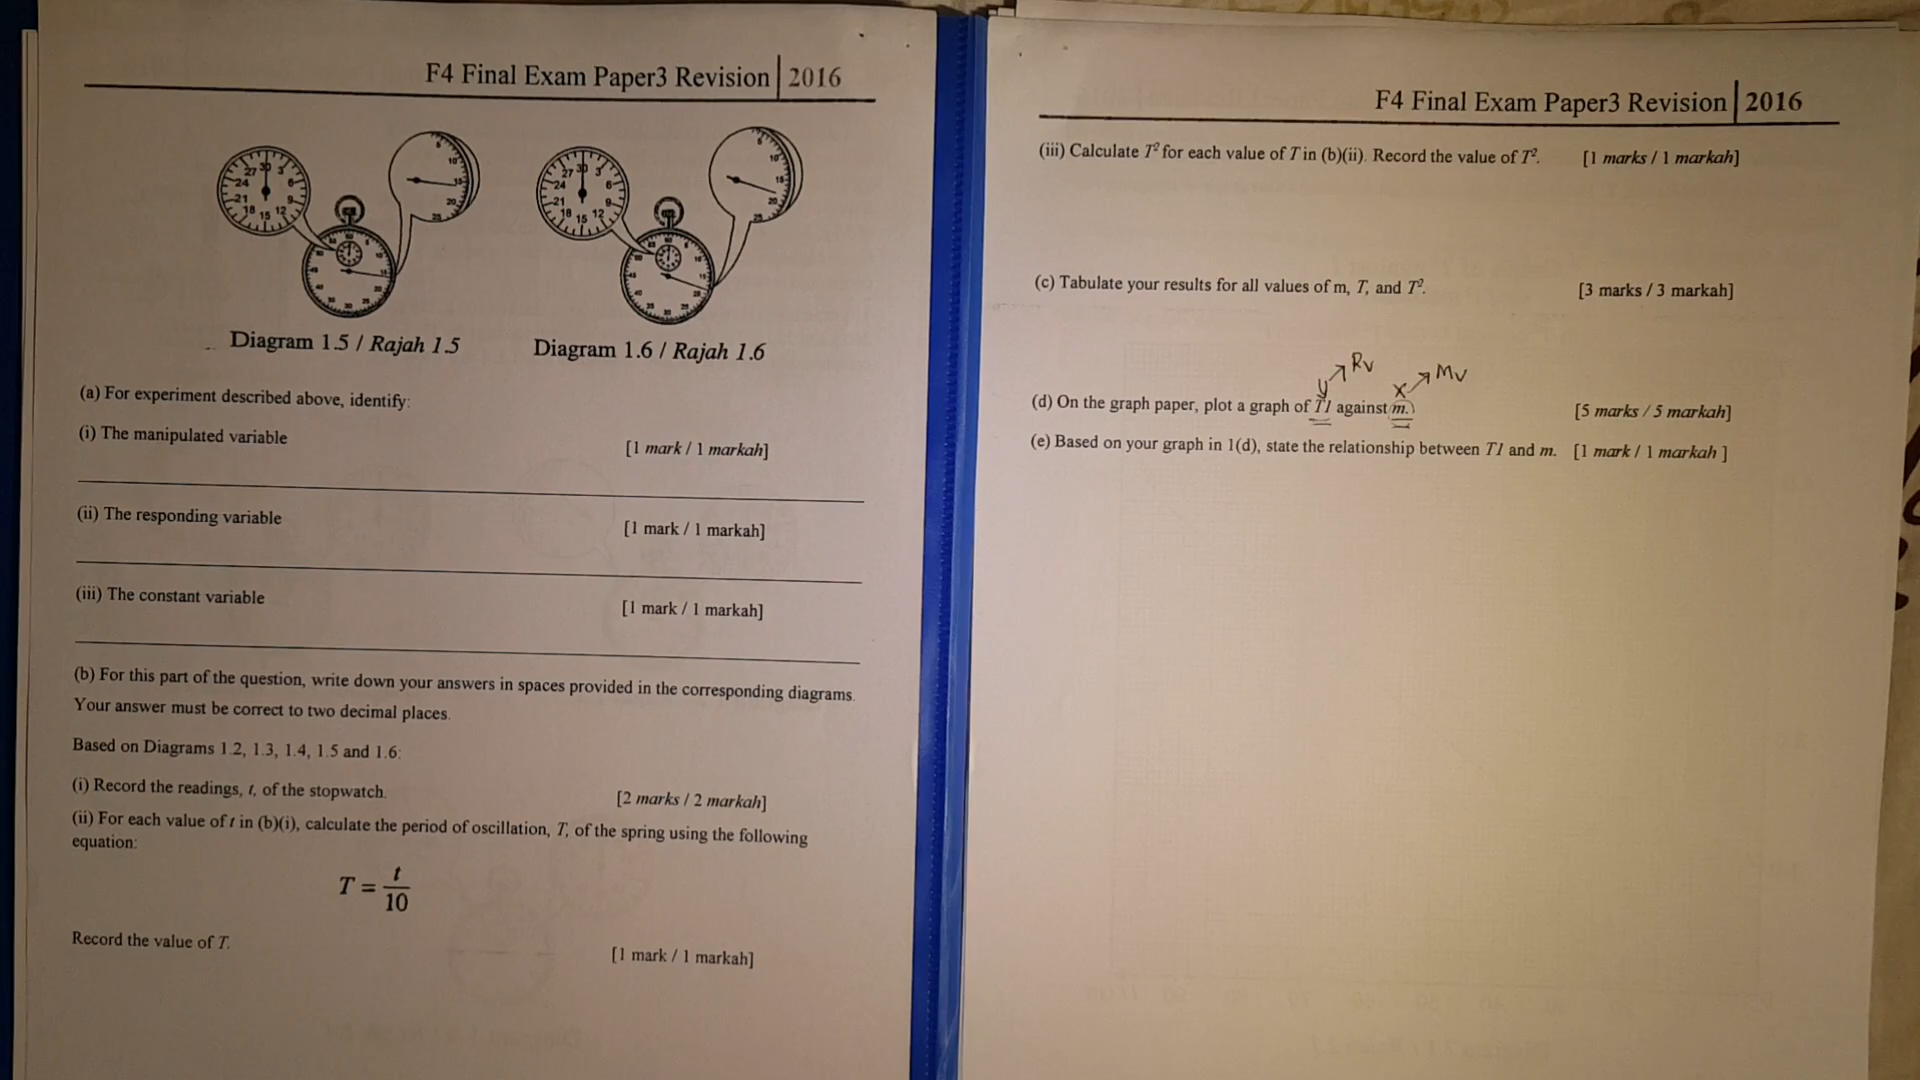 F4 Final Exam Paper3 Revision | 2016
Diagram 1.5 / Rajah 1.5
Diagram 1.6 / Rajah 1.6
(a) For experiment described above, identify:
(i) The manipulated variable [1 mark / 1 markah]
(ii) The responding variable [1 mark / 1 markah]
(iii) The constant variable [1 mark / 1 markah]
(b) For this part of the question, write down your answers in spaces provided in the corresponding diagrams.
Your answer must be correct to two decimal places.
Based on Diagrams 1.2, 1.3, 1.4, 1.5 and 1.6:
(i) Record the readings, t, of the stopwatch. [2 marks / 2 markah]
(ii) For each value of t in (b)(i), calculate the period of oscillation, T, of the spring using the following
equation:
T = t/10
Record the value of T. [1 mark / 1 markah]
F4 Final Exam Paper3 Revision | 2016
(iii) Calculate T² for each value of T in (b)(ii). Record the value of T². [1 marks / 1 markah]
(c) Tabulate your results for all values of m, T, and T². [3 marks / 3 markah]
y → Rv x → Mv
(d) On the graph paper, plot a graph of T1 against m. [5 marks / 5 markah]
(e) Based on your graph in 1(d), state the relationship between T1 and m. [1 mark / 1 markah ]